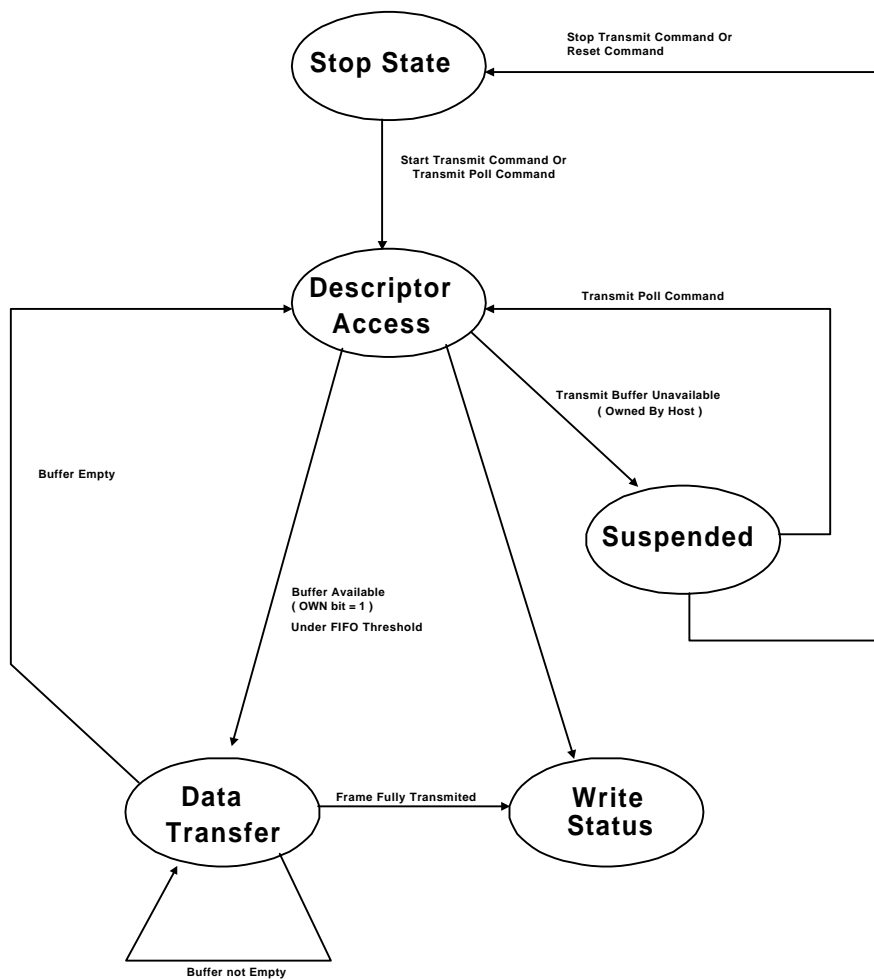 Stop Transmit Command Or
Reset Command
Stop State
Start Transmit Command Or
Transmit Poll Command
Descriptor
Access
Transmit Poll Command
Transmit Buffer Unavailable
( Owned By Host )
Buffer Empty
Suspended
Buffer Available
( OWN bit = 1 )
Under FIFO Threshold
Data
Transfer
Frame Fully Transmited
Write
Status
Buffer not Empty